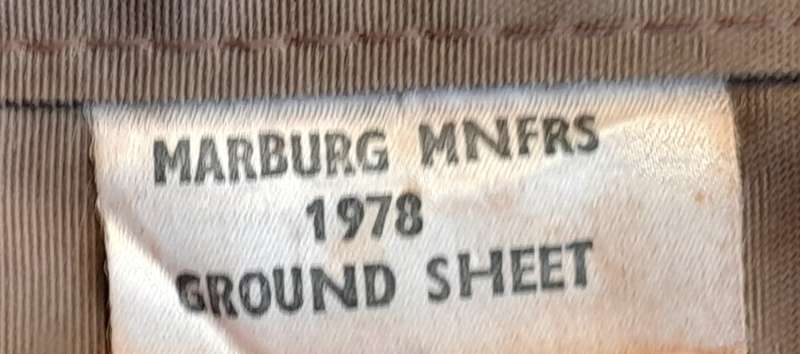 MARBURG MNFRS
1978
GROUND SHEET